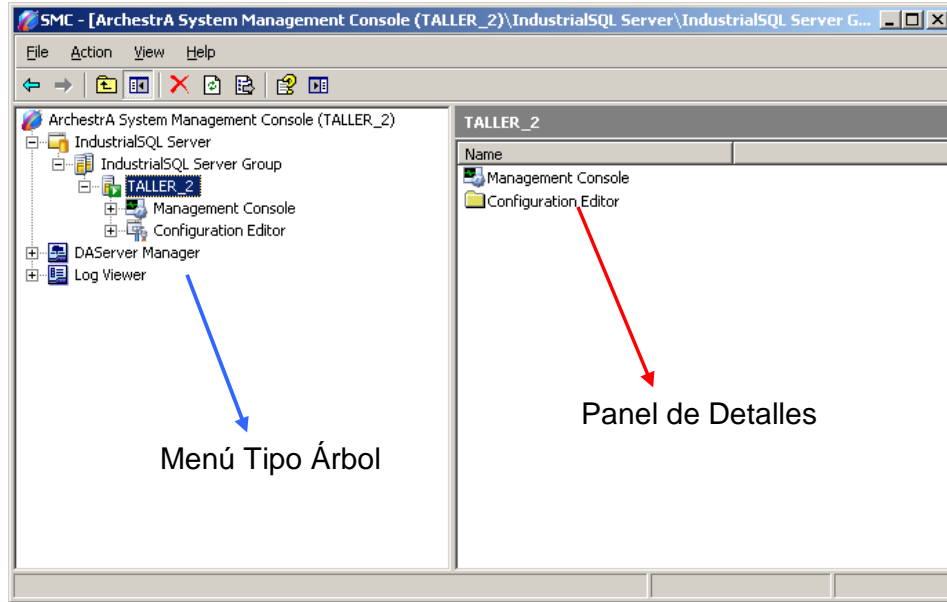 SMC - [ArchestrA System Management Console (TALLER_2)\IndustrialSQL Server\IndustrialSQL Server G...
File Action View Help
ArchestrA System Management Console (TALLER_2)
IndustrialSQL Server
IndustrialSQL Server Group
TALLER_2
Management Console
Configuration Editor
DAServer Manager
Log Viewer
TALLER_2
Name
Management Console
Configuration Editor
Menú Tipo Árbol
Panel de Detalles